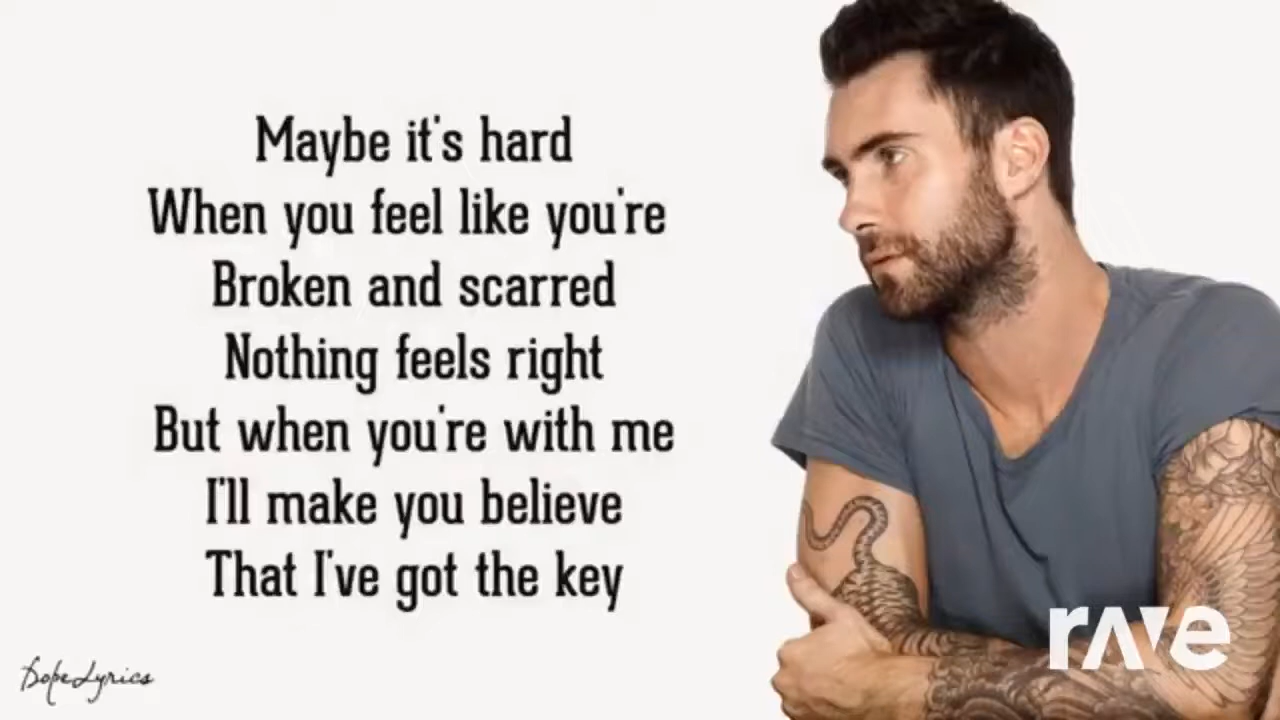 Maybe it's hard
When you feel like you're
Broken and scarred
Nothing feels right
But when you're with me
I'll make you believe
That I've got the key
DopeLyrics
rave